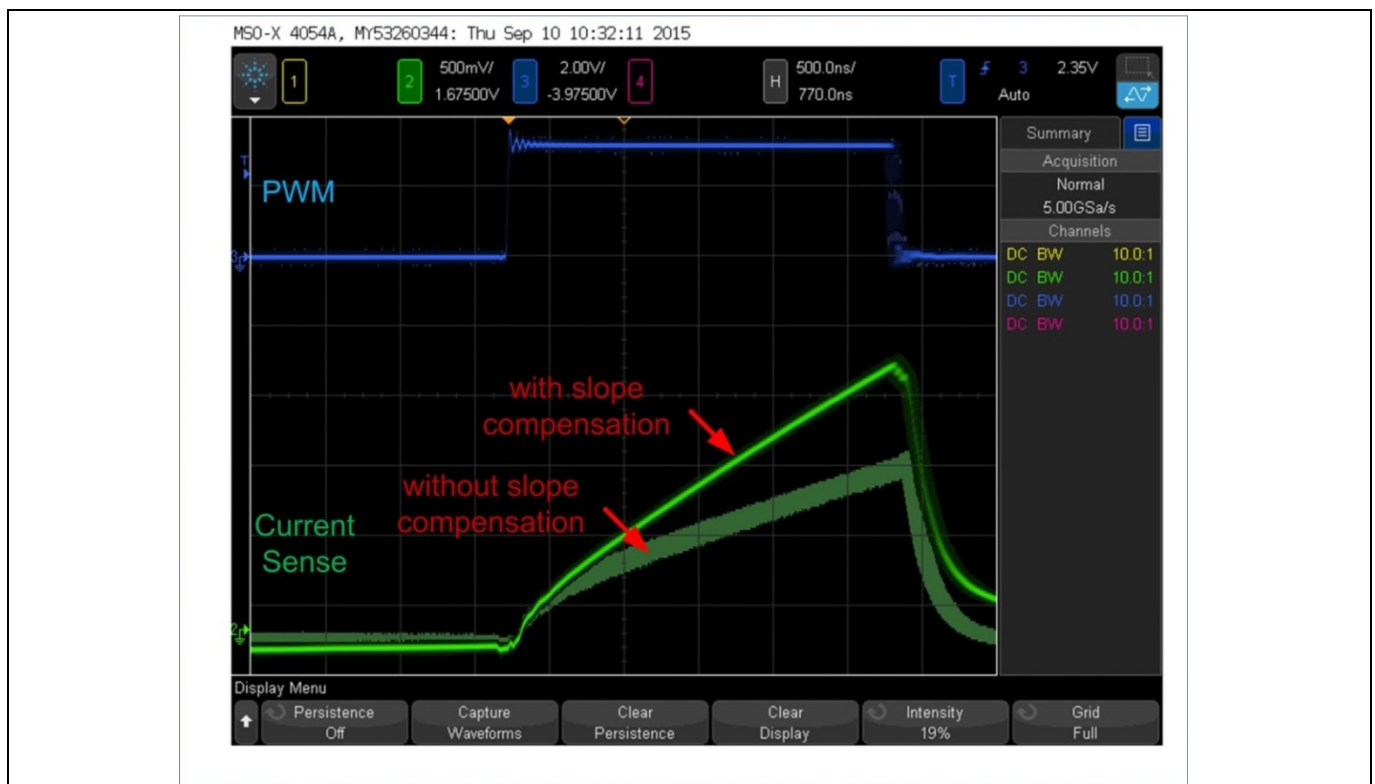 MSO-X 4054A, MY53260344: Thu Sep 10 10:32:11 2015
1 2 500mV/ 3 2.00V/ 4 H 500.0ns/ T 3 2.35V
1.67500V -3.97500V 770.0ns Auto
Summary
Acquisition
Normal
5.00GSa/s
Channels
DC BW 10.0:1
DC BW 10.0:1
DC BW 10.0:1
DC BW 10.0:1
T
PWM
3
with slope
compensation
without slope
compensation
Current
Sense
2
Display Menu
Persistence
Off
Capture
Waveforms
Clear
Persistence
Clear
Display
Intensity
19%
Grid
Full